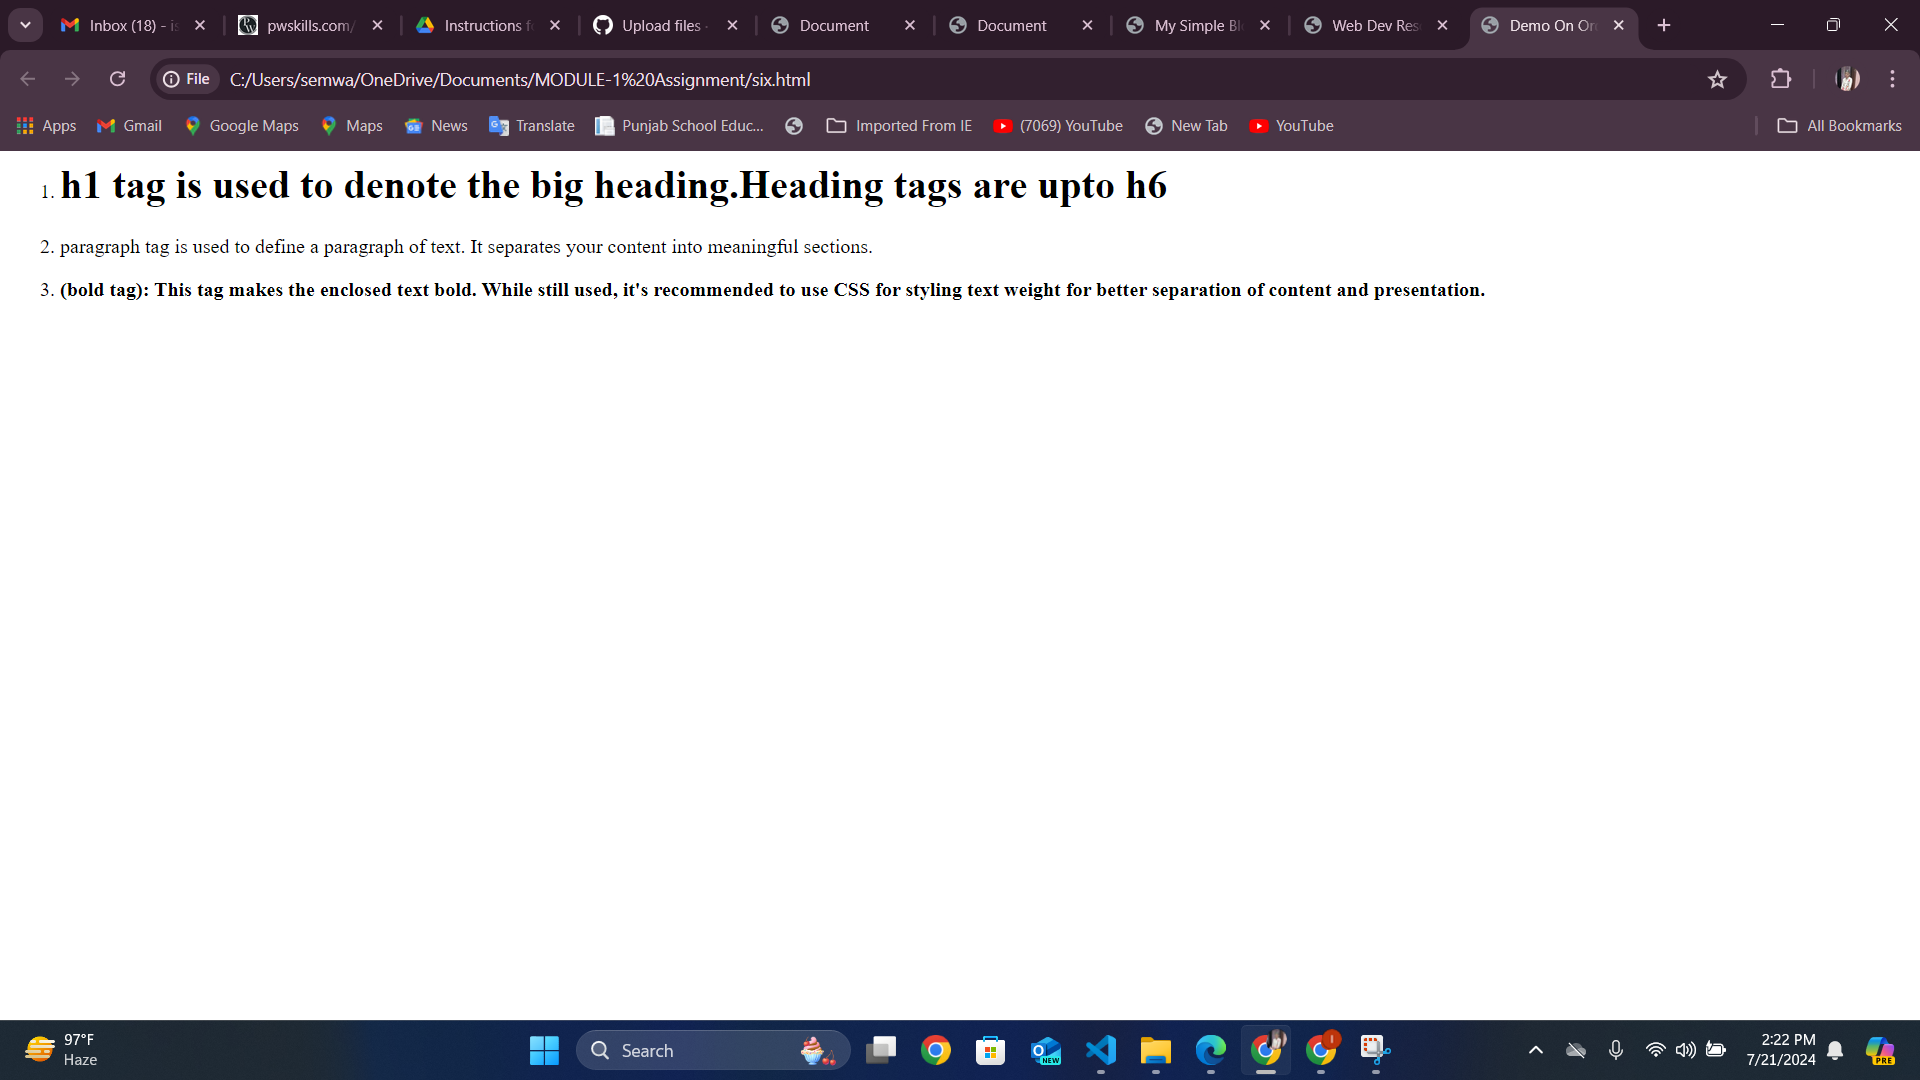 Inbox (18) - is
pwskills.com/
Instructions f
Upload files ·
Document
Document
My Simple Bl
Web Dev Res
Demo On Or
File
C:/Users/semwa/OneDrive/Documents/MODULE-1%20Assignment/six.html
Apps
Gmail
Google Maps
Maps
News
Translate
Punjab School Educ...
Imported From IE
(7069) YouTube
New Tab
YouTube
All Bookmarks
1. h1 tag is used to denote the big heading.Heading tags are upto h6
2. paragraph tag is used to define a paragraph of text. It separates your content into meaningful sections.
3. (bold tag): This tag makes the enclosed text bold. While still used, it's recommended to use CSS for styling text weight for better separation of content and presentation.
97°F
Haze
Search
NEW
2:22 PM
7/21/2024
PRE